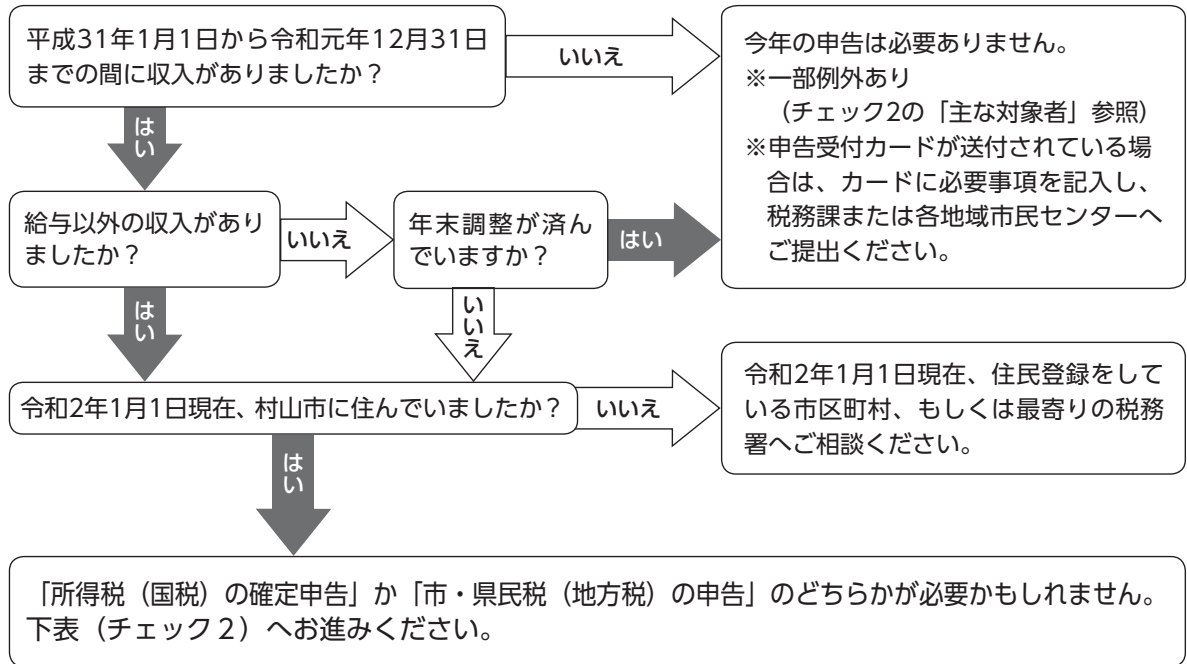 平成31年1月1日から令和元年12月31日
までの間に収入がありましたか？
いいえ
今年の申告は必要ありません。
※一部例外あり
（チェック2の「主な対象者」参照）
※申告受付カードが送付されている場
合は、カードに必要事項を記入し、
税務課または各地域市民センターへ
ご提出ください。
はい
給与以外の収入があり
ましたか？
いいえ
年末調整が済ん
でいますか？
はい
はい
いいえ
令和2年1月1日現在、村山市に住んでいましたか？
いいえ
令和2年1月1日現在、住民登録をして
いる市区町村、もしくは最寄りの税務
署へご相談ください。
はい
「所得税（国税）の確定申告」か「市・県民税（地方税）の申告」のどちらかが必要かもしれません。
下表（チェック２）へお進みください。